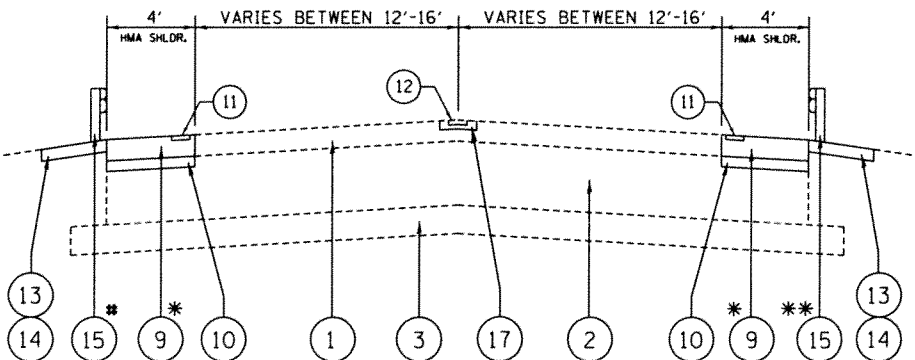 4' VARIES BETWEEN 12'-16' VARIES BETWEEN 12'-16' 4'
HMA SHLDR. HMA SHLDR.
11 12 11
13 # * * ** 13
14 15 9 10 1 3 17 2 10 9 15 14